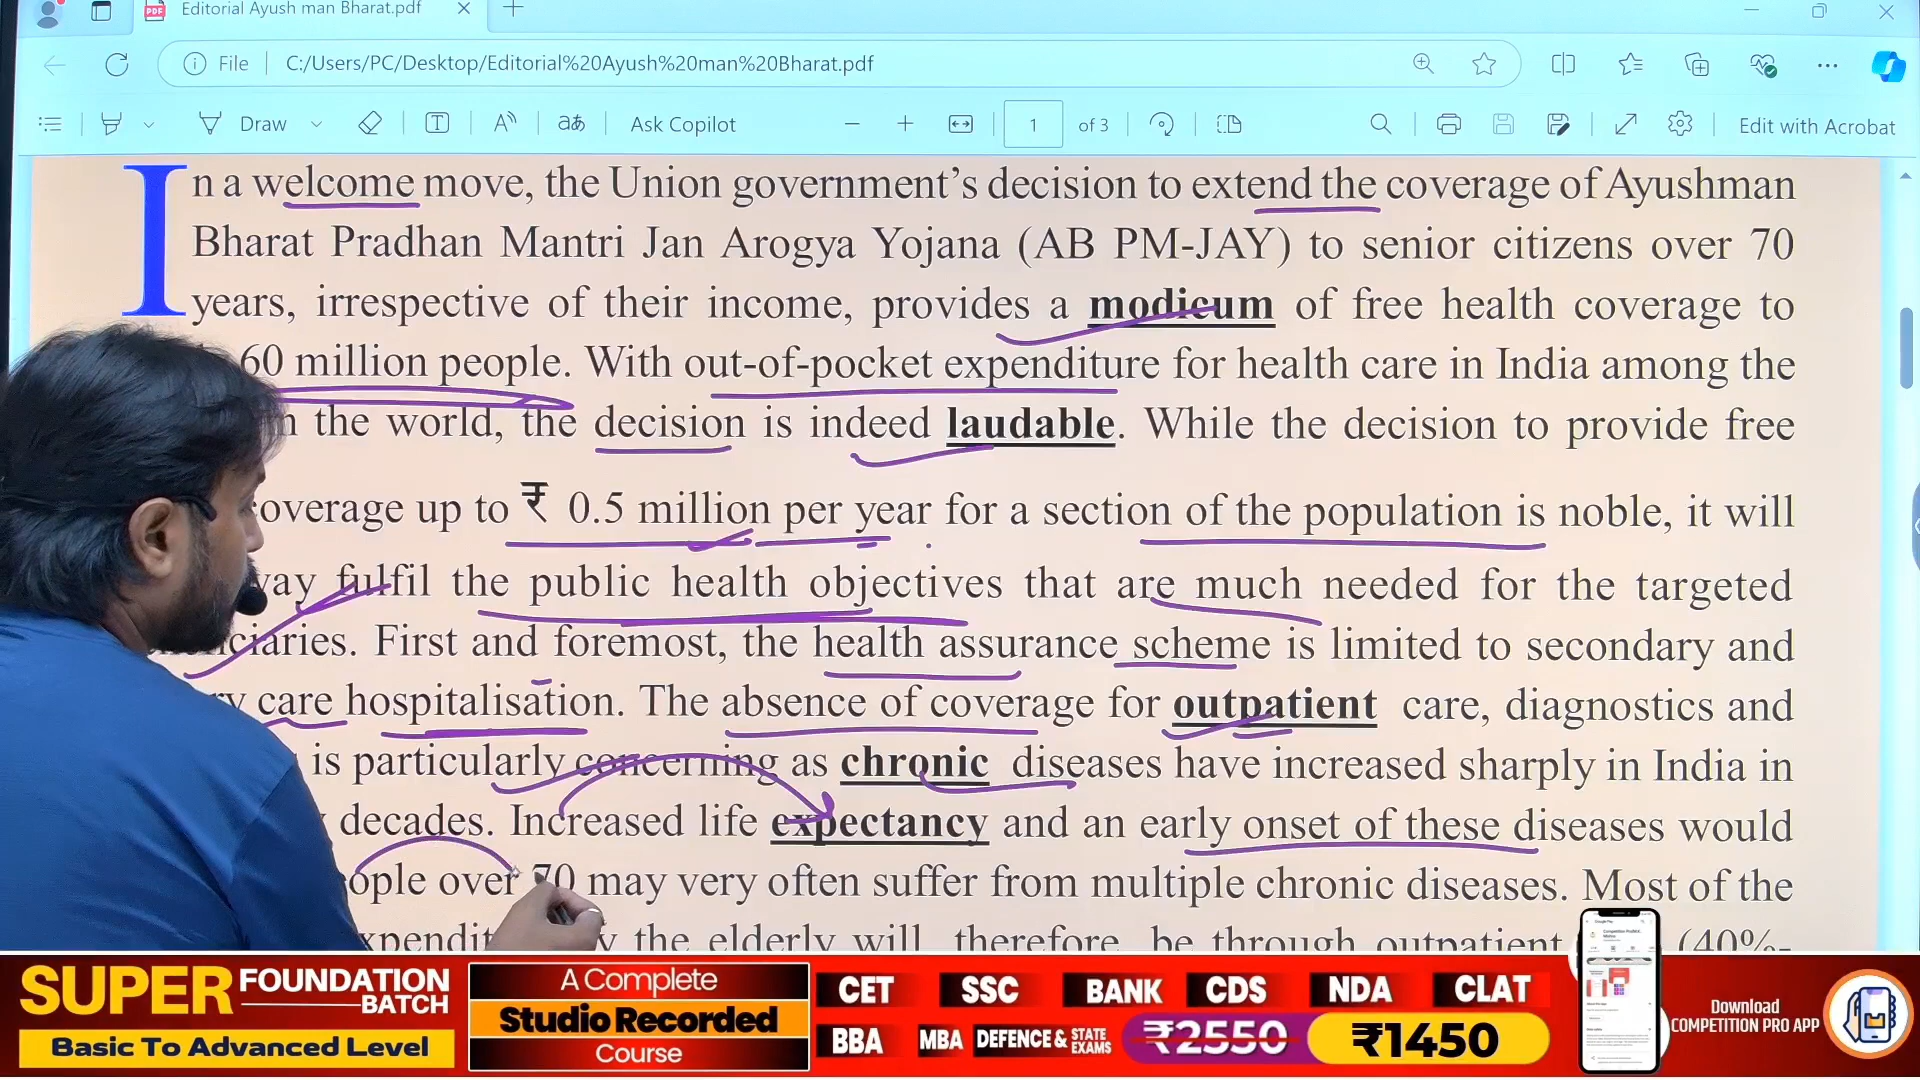 Editorial Ayush man Bharat.pdf
File C:/Users/PC/Desktop/Editorial%20Ayush%20man%20Bharat.pdf
Draw Ask Copilot 1 of 3 Edit with Acrobat
In a welcome move, the Union government's decision to extend the coverage of Ayushman
Bharat Pradhan Mantri Jan Arogya Yojana (AB PM-JAY) to senior citizens over 70
years, irrespective of their income, provides a modicum of free health coverage to
60 million people. With out-of-pocket expenditure for health care in India among the
the world, the decision is indeed laudable. While the decision to provide free
coverage up to ₹ 0.5 million per year for a section of the population is noble, it will
fulfil the public health objectives that are much needed for the targeted
First and foremost, the health assurance scheme is limited to secondary and
care hospitalisation. The absence of coverage for outpatient care, diagnostics and
is particularly concerning as chronic diseases have increased sharply in India in
decades. Increased life expectancy and an early onset of these diseases would
people over 70 may very often suffer from multiple chronic diseases. Most of the
the elderly will, therefore, be through outpatient (40%-
SUPER FOUNDATION BATCH
Basic To Advanced Level
A Complete
Studio Recorded
Course
CET SSC BANK CDS NDA CLAT
BBA MBA DEFENCE & STATE EXAMS ₹2550 ₹1450
Download
COMPETITION PRO APP